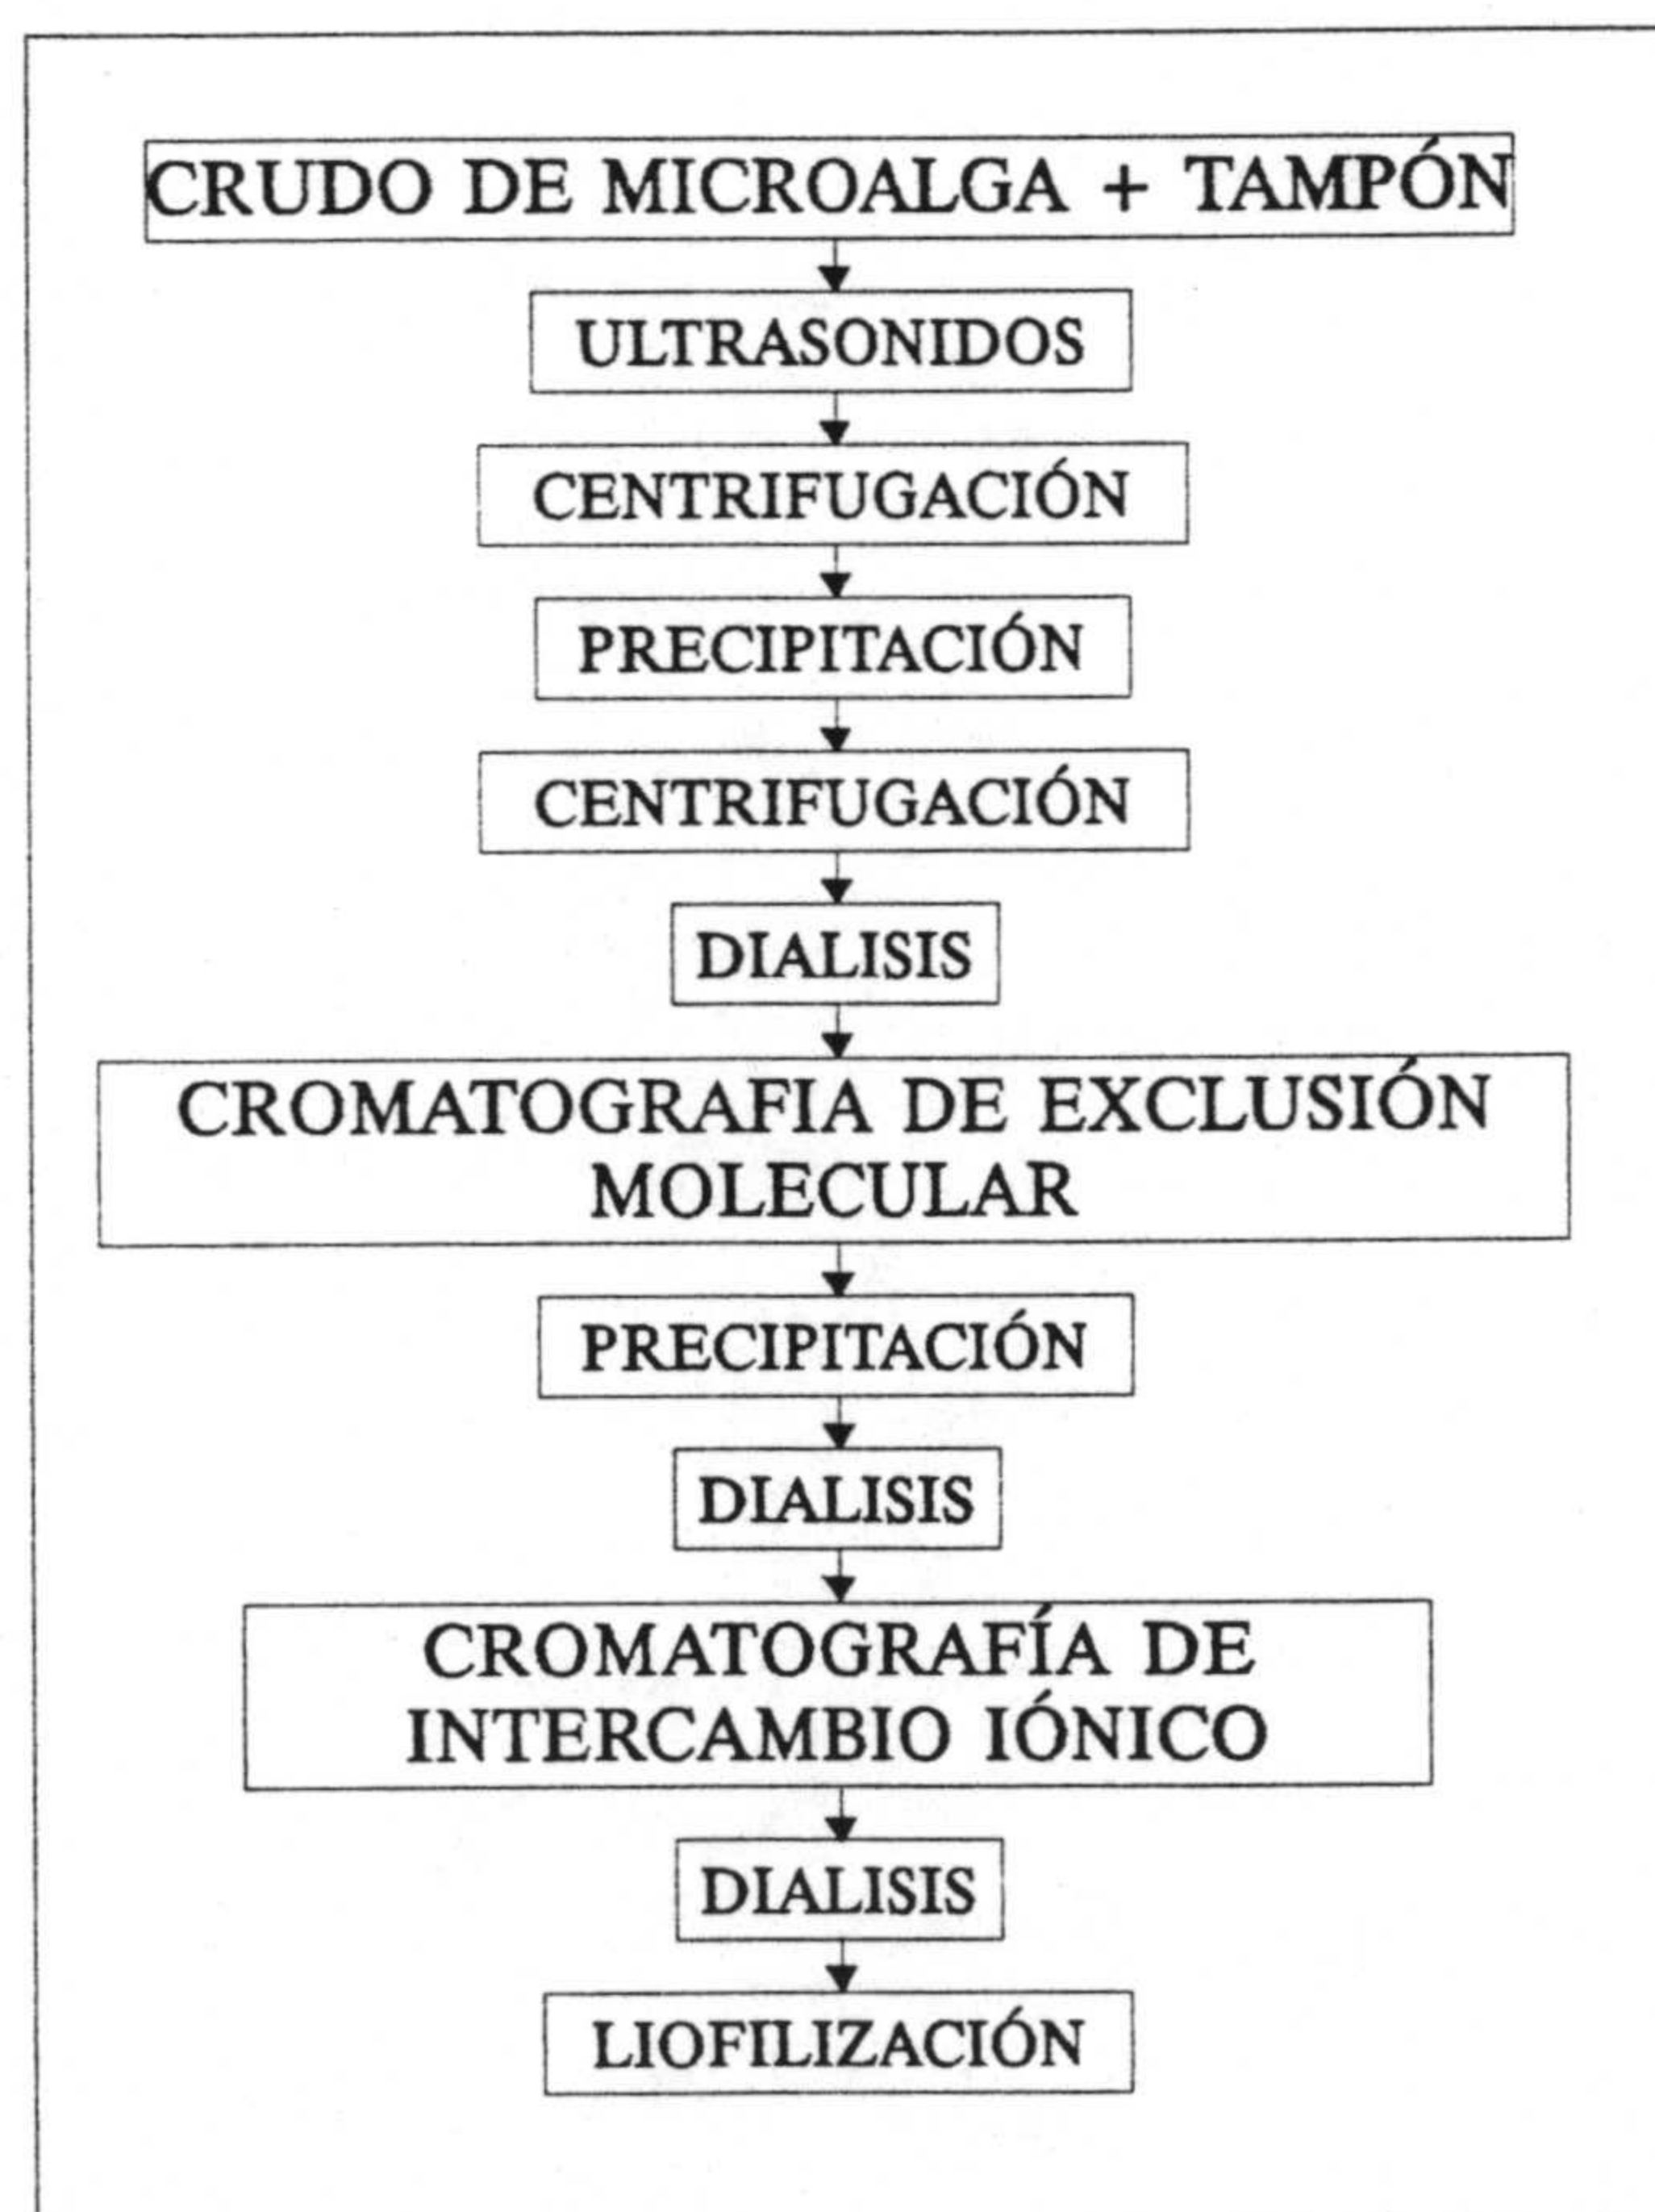 CRUDO DE MICROALGA + TAMPÓN
ULTRASONIDOS
CENTRIFUGACIÓN
PRECIPITACIÓN
CENTRIFUGACIÓN
DIALISIS
CROMATOGRAFIA DE EXCLUSIÓN
MOLECULAR
PRECIPITACIÓN
DIALISIS
CROMATOGRAFÍA DE
INTERCAMBIO IÓNICO
DIALISIS
LIOFILIZACIÓN